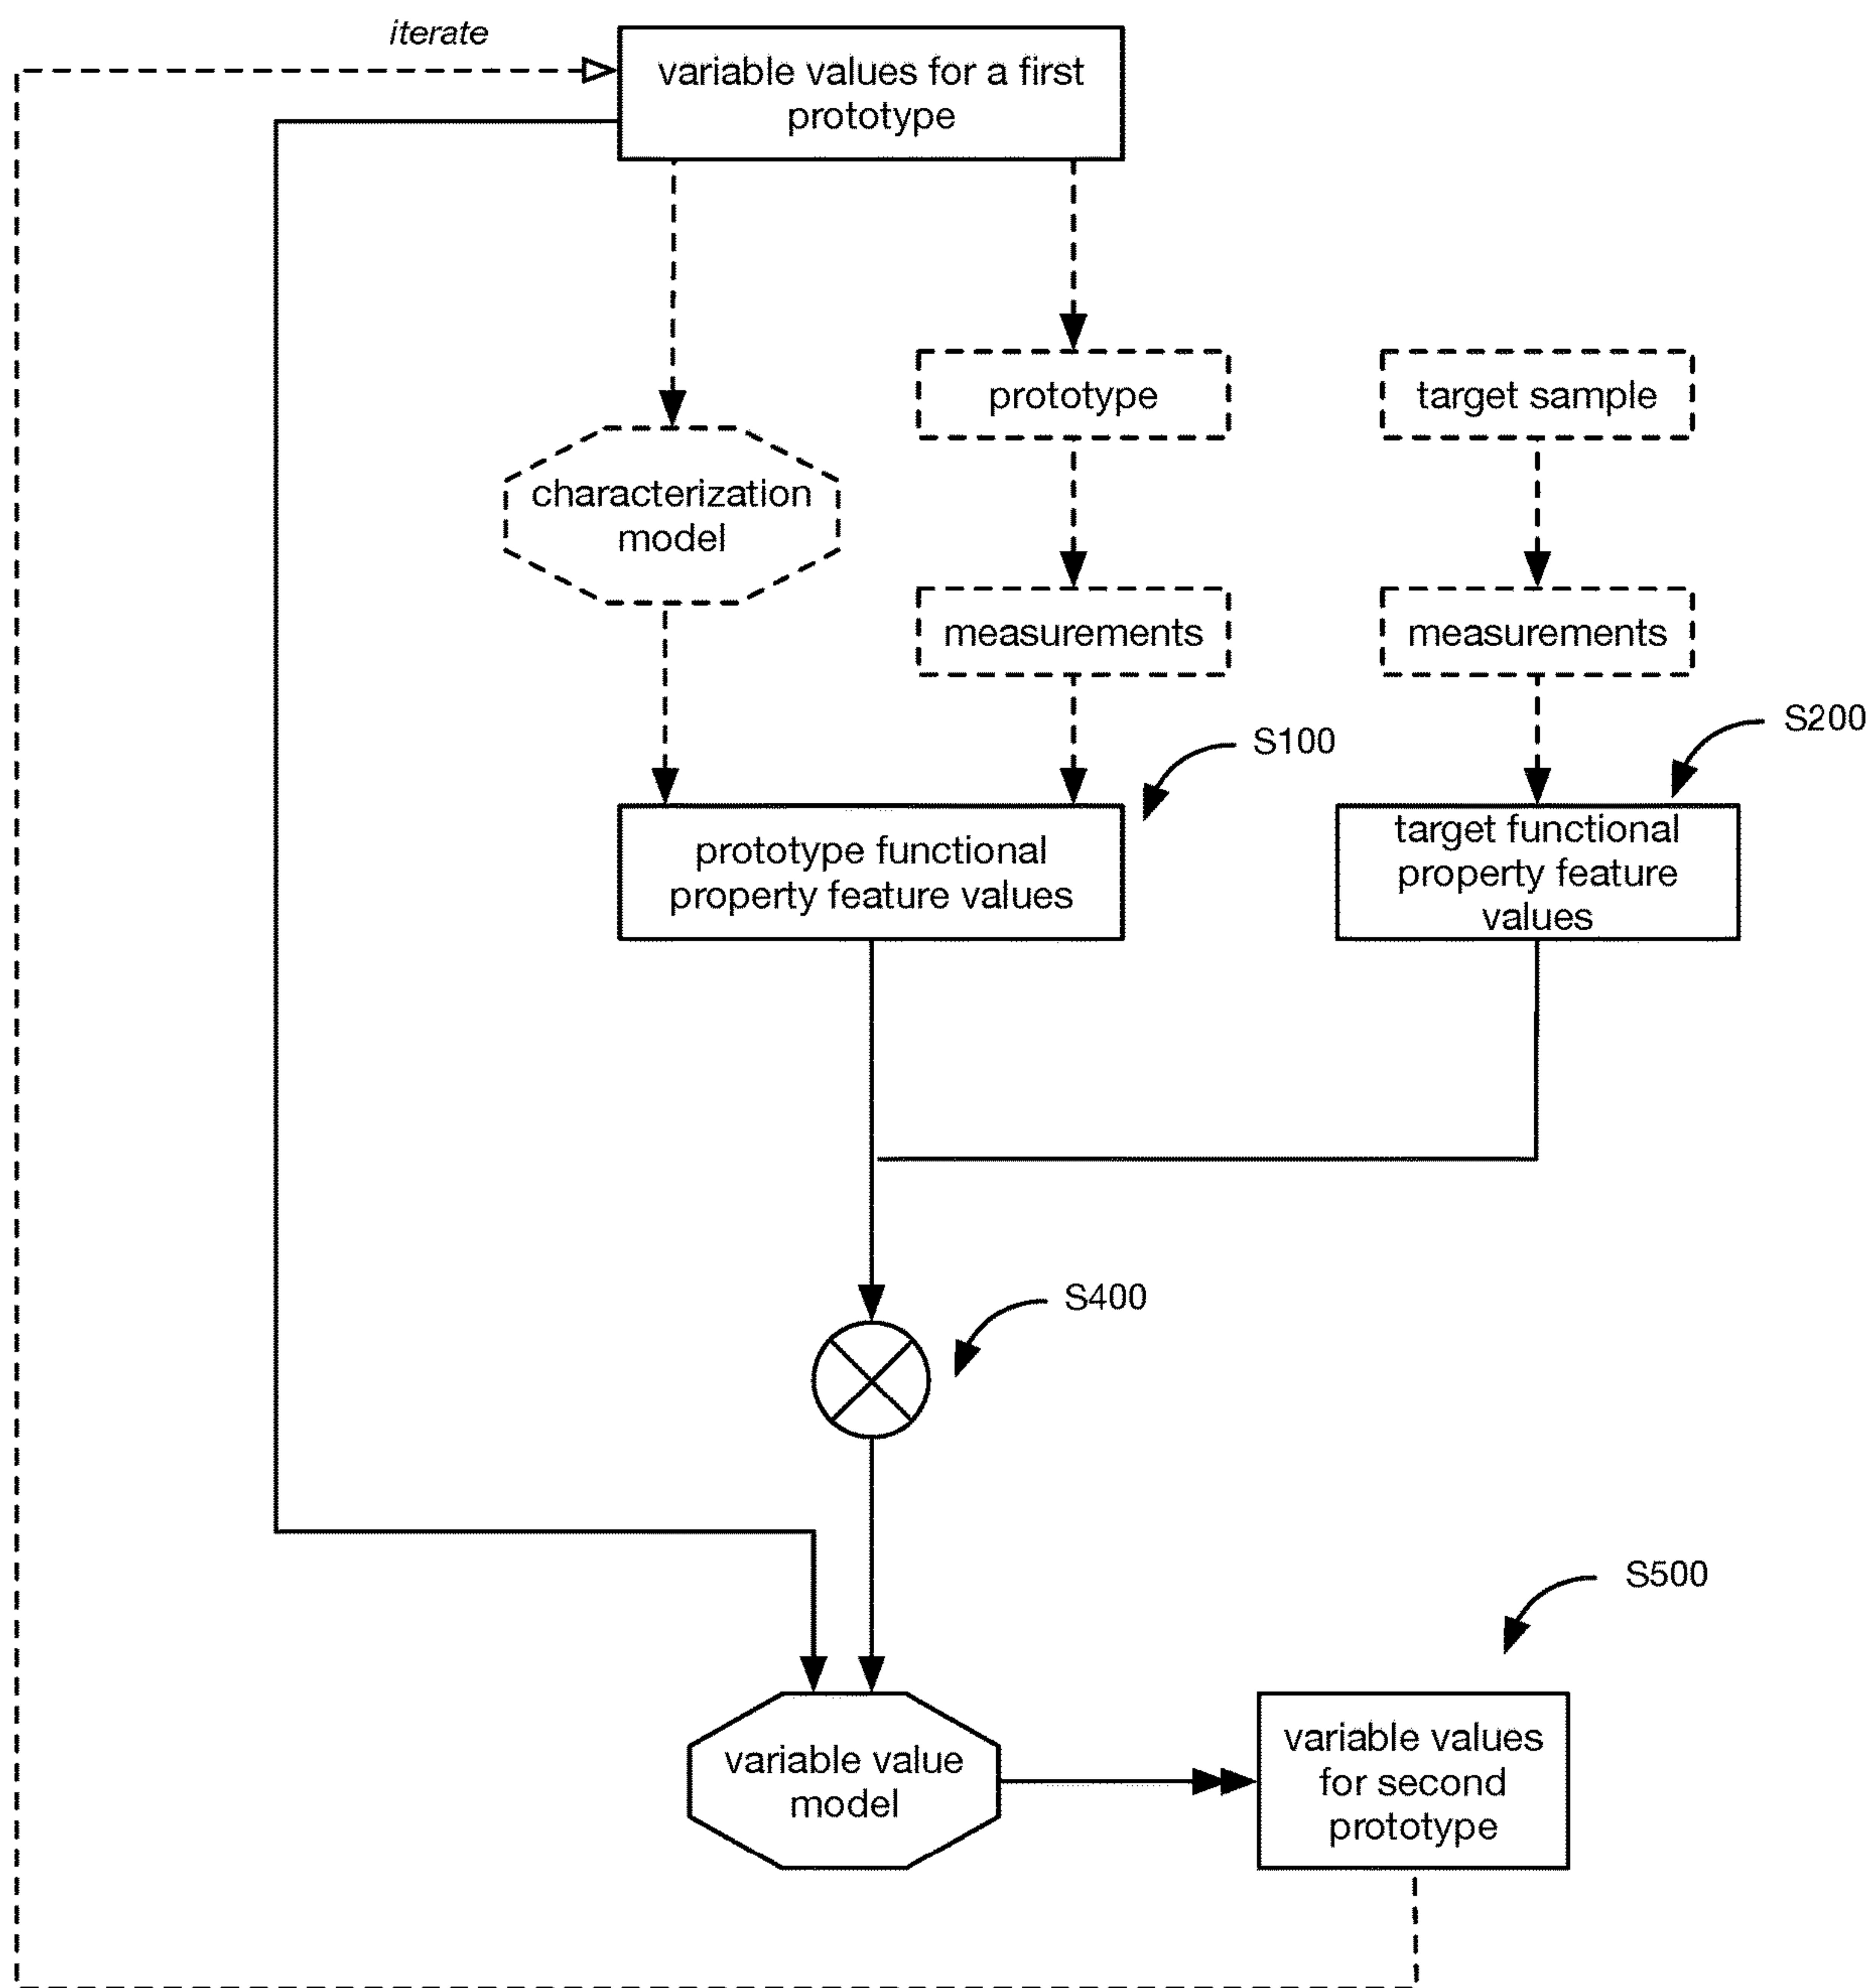 iterate
variable values for a first
prototype
prototype
target sample
characterization
model
measurements
measurements
S100
S200
prototype functional
property feature values
target functional
property feature
values
S400
S500
variable value
model
variable values
for second
prototype